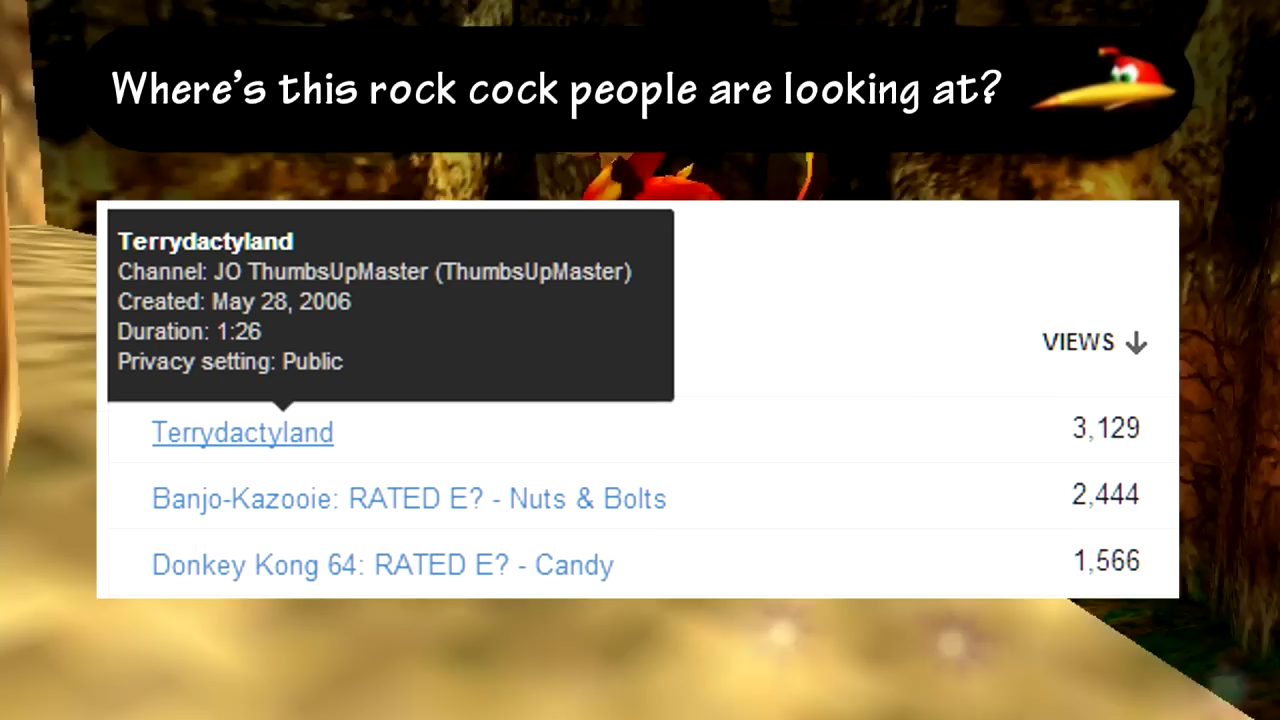 Where's this rock cock people are looking at?
Terrydactyland
Channel: JO ThumbsUpMaster (ThumbsUpMaster)
Created: May 28, 2006
Duration: 1:26
Privacy setting: Public
VIEWS
Terrydactyland 3,129
Banjo-Kazooie: RATED E? - Nuts & Bolts 2,444
Donkey Kong 64: RATED E? - Candy 1,566